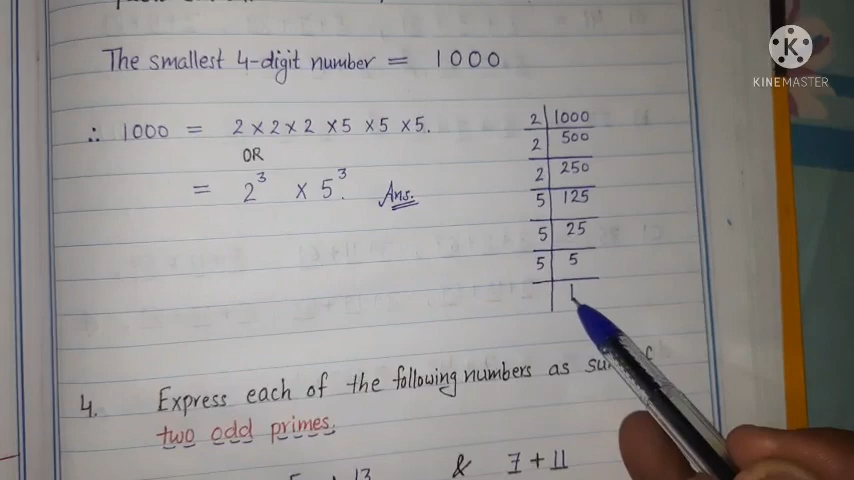 The smallest 4-digit number = 1000
∴ 1000 = 2 × 2 × 2 × 5 × 5 × 5.
OR
= 2³ × 5³. Ans.
2 | 1000
2 | 500
2 | 250
5 | 125
5 | 25
5 | 5
| 1
4. Express each of the following numbers as
two odd primes.
13 & 7 + 11
K
KINEMASTER